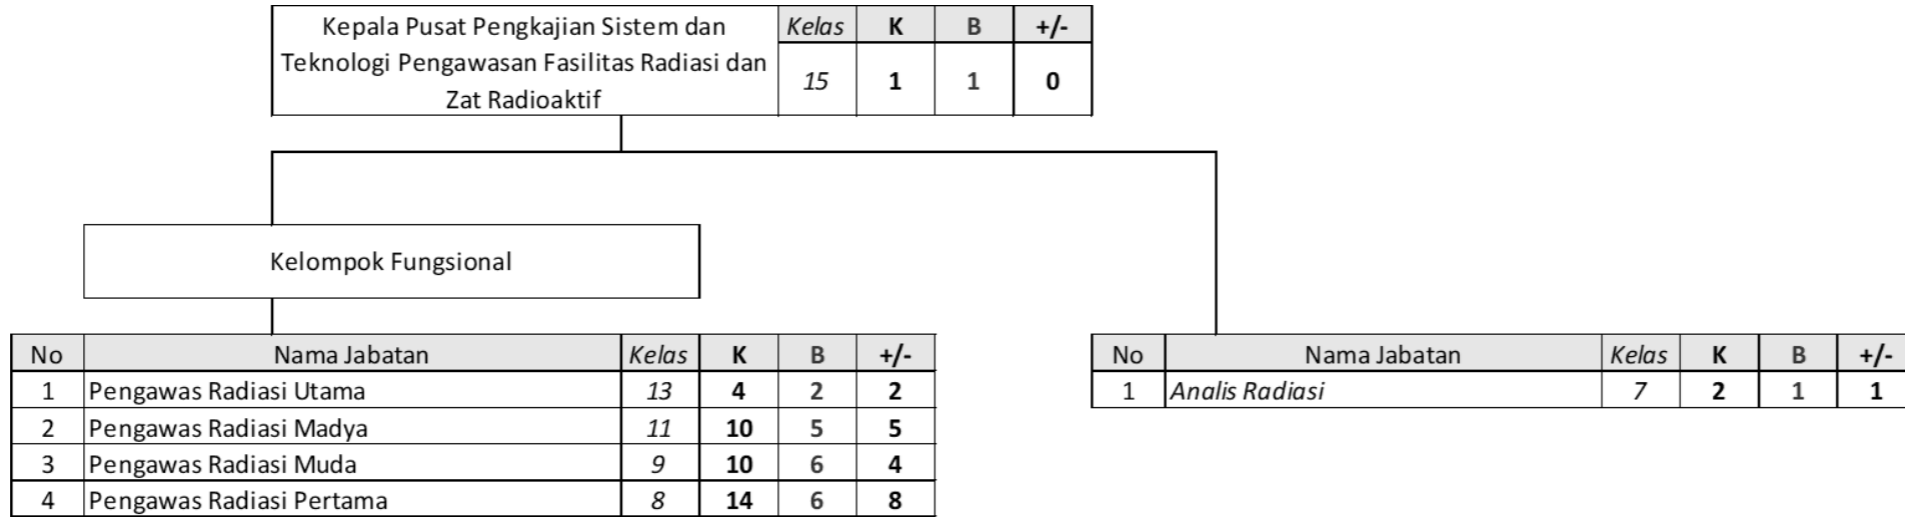 Kepala Pusat Pengkajian Sistem dan
Teknologi Pengawasan Fasilitas Radiasi dan
Zat Radioaktif
Kelas K B +/-
15 1 1 0
Kelompok Fungsional
No Nama Jabatan Kelas K B +/-
1 Pengawas Radiasi Utama 13 4 2 2
2 Pengawas Radiasi Madya 11 10 5 5
3 Pengawas Radiasi Muda 9 10 6 4
4 Pengawas Radiasi Pertama 8 14 6 8
No Nama Jabatan Kelas K B +/-
1 Analis Radiasi 7 2 1 1